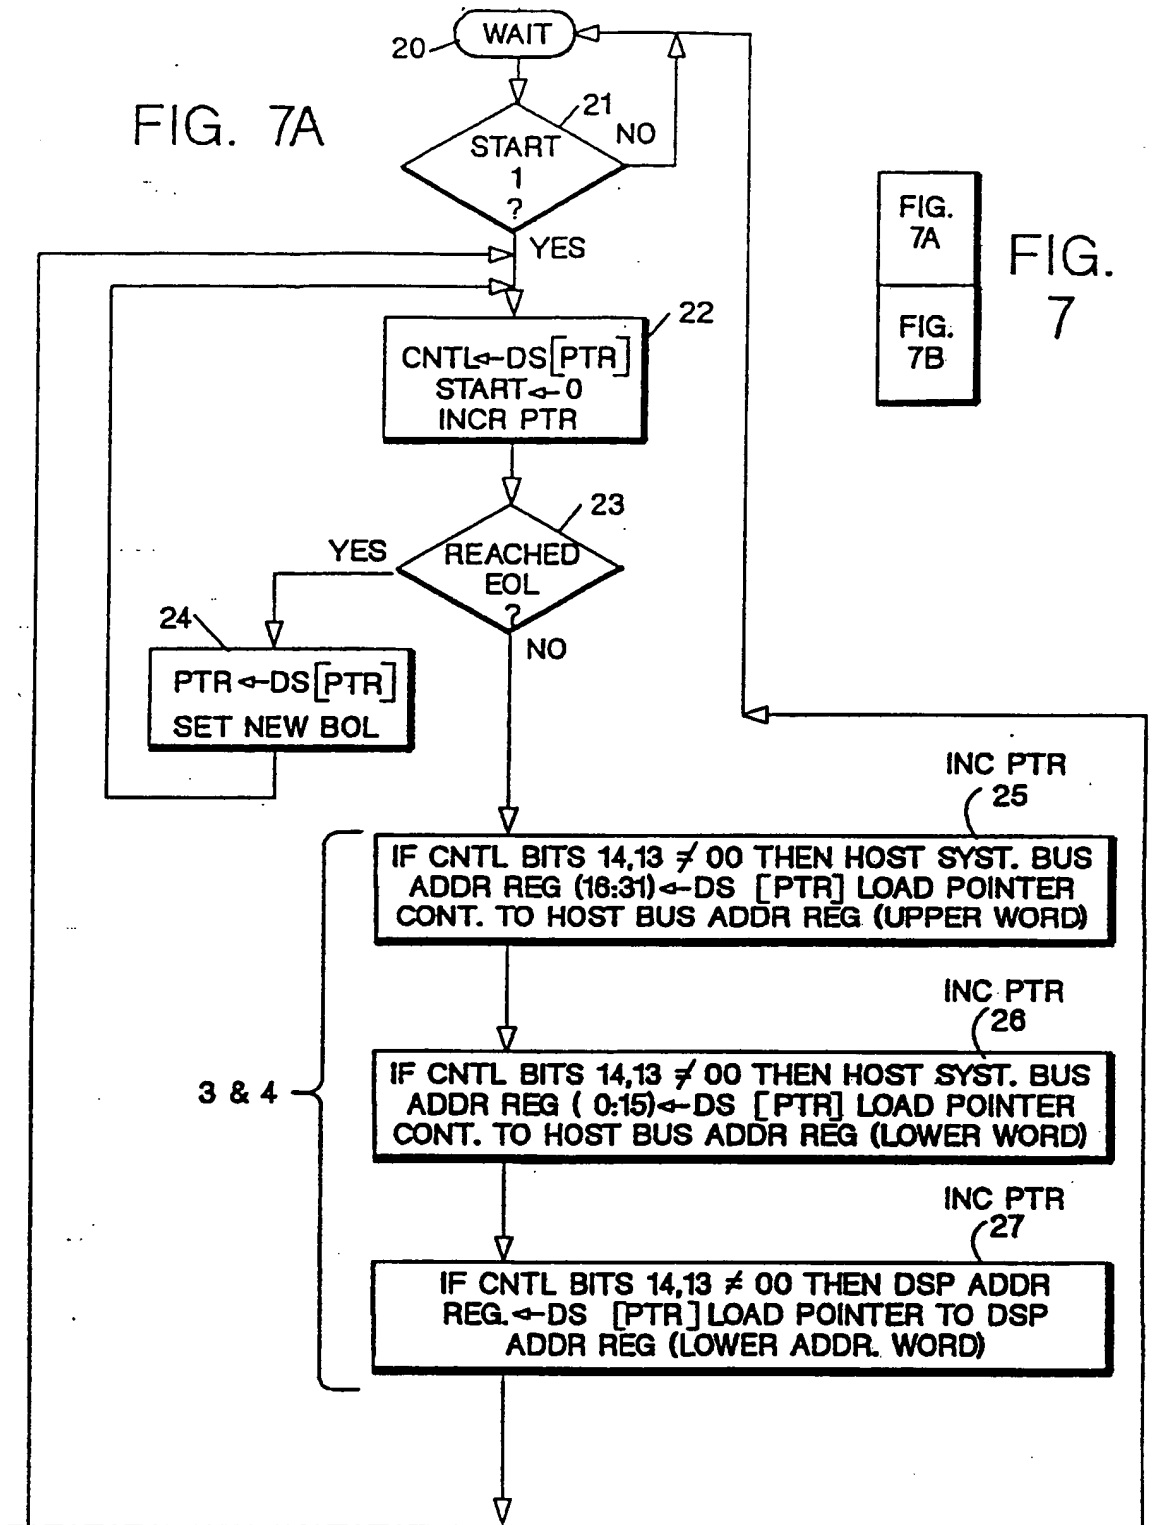 WAIT
20
FIG. 7A
21
START
1
?
NO
YES
FIG.
7A
FIG.
7B
FIG.
7
22
CNTL←DS[PTR]
START←0
INCR PTR
23
YES
REACHED
EOL
?
NO
24
PTR←DS[PTR]
SET NEW BOL
INC PTR
25
IF CNTL BITS 14,13 ≠ 00 THEN HOST SYST. BUS
ADDR REG (16:31)←DS [PTR] LOAD POINTER
CONT. TO HOST BUS ADDR REG (UPPER WORD)
INC PTR
26
3 & 4
IF CNTL BITS 14,13 ≠ 00 THEN HOST SYST. BUS
ADDR REG ( 0:15)←DS [PTR] LOAD POINTER
CONT. TO HOST BUS ADDR REG (LOWER WORD)
INC PTR
27
IF CNTL BITS 14,13 ≠ 00 THEN DSP ADDR
REG.←DS [PTR] LOAD POINTER TO DSP
ADDR REG (LOWER ADDR. WORD)